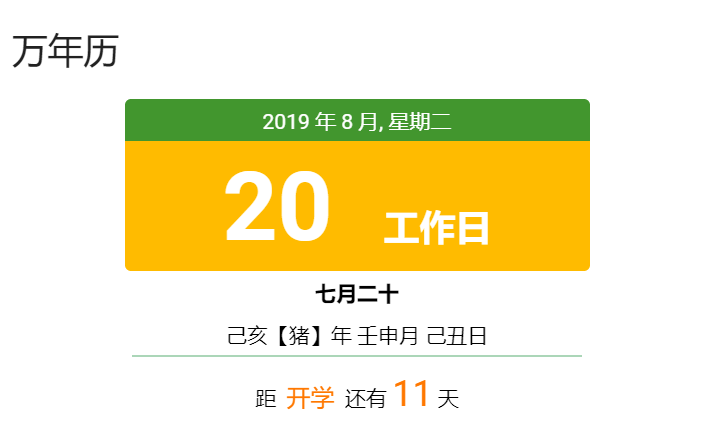 万年历
2019 年 8 月, 星期二
20 工作日
七月二十
己亥【猪】年 壬申月 己丑日
距 开学 还有 11 天